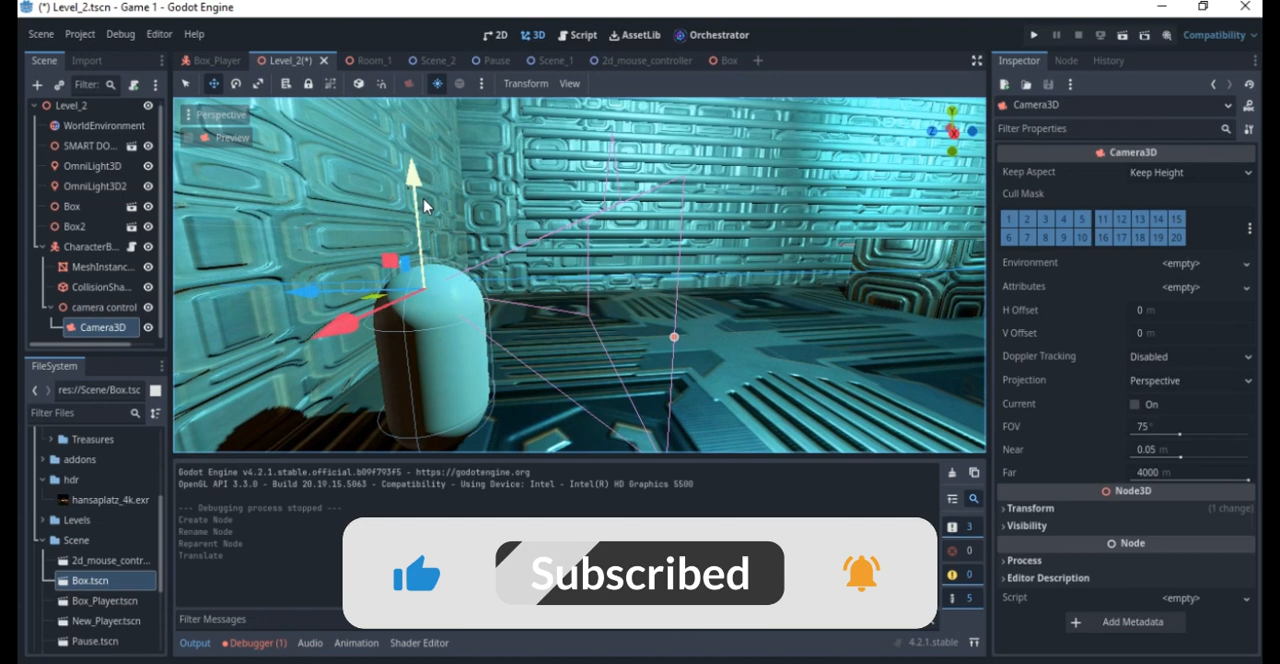 (*) Level_2.tscn - Game 1 - Godot Engine
Scene Project Debug Editor Help
2D 3D Script AssetLib Orchestrator
Compatibility
Scene Import
Box_Player Level_2(*) Room_1 Scene_2 Pause Scene_1 2d_mouse_controller Box
Inspector Node History
Filter:
Transform View
Level_2
WorldEnvironment
SMART DO...
OmniLight3D
OmniLight3D2
Box
Box2
CharacterB...
MeshInstanc...
CollisionSha...
camera control
Camera3D
Perspective
Preview
Y
Z
X
FileSystem
res://Scene/Box.tsc
Filter Files
Treasures
addons
hdr
hansaplatz_4k.exr
Levels
Scene
2d_mouse_contr...
Box.tscn
Box_Player.tscn
New_Player.tscn
Pause.tscn
Godot Engine v4.2.1.stable.official.b09f793f5 - https://godotengine.org
OpenGL API 3.3.0 - Build 20.19.15.5063 - Compatibility - Using Device: Intel - Intel(R) HD Graphics 5500
--- Debugging process stopped ---
Create Node
Rename Node
Reparent Node
Translate
Subscribed
3
0
0
5
Filter Messages
Output Debugger (1) Audio Animation Shader Editor
4.2.1.stable
Camera3D
Filter Properties
Camera3D
Keep Aspect Keep Height
Cull Mask
1 2 3 4 5 11 12 13 14 15
6 7 8 9 10 16 17 18 19 20
Environment <empty>
Attributes <empty>
H Offset 0 m
V Offset 0 m
Doppler Tracking Disabled
Projection Perspective
Current On
FOV 75 °
Near 0.05 m
Far 4000 m
Node3D
Transform (1 change)
Visibility
Node
Process
Editor Description
Script <empty>
Add Metadata